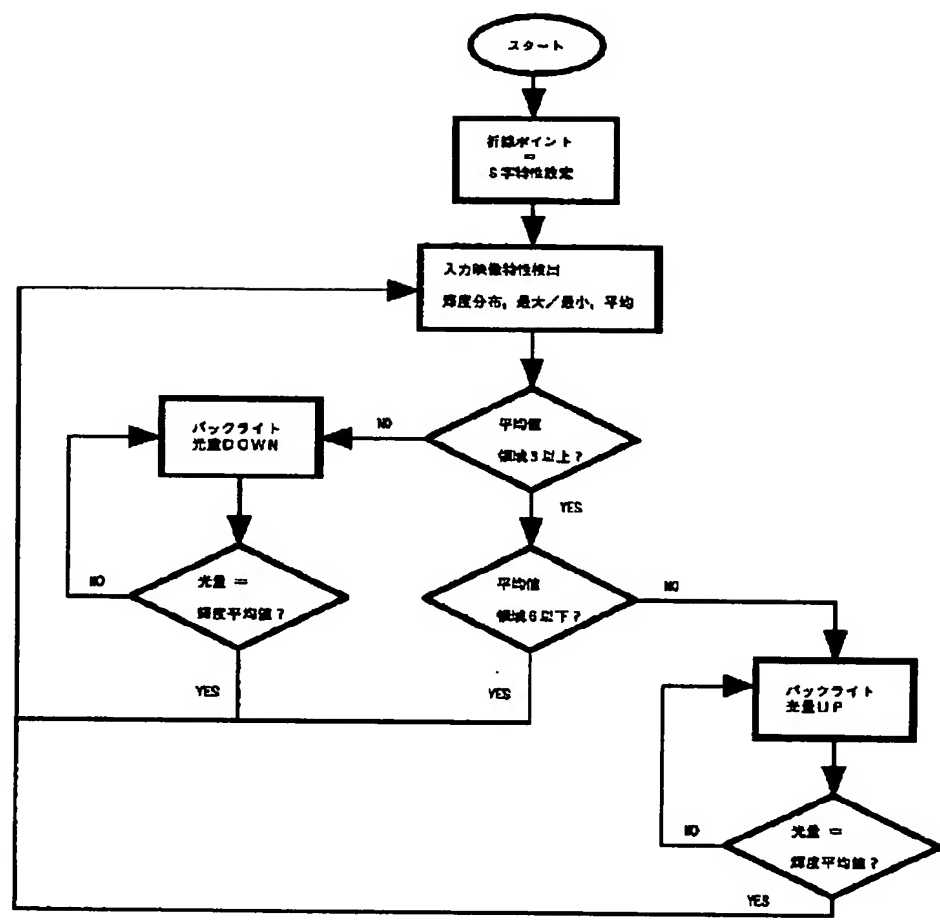 スタート
折線ポイント
=
S字特性設定
入力映像特性検出
輝度分布、最大/最小、平均
平均値
領域3以上?
NO
YES
バックライト
光量DOWN
光量 =
輝度平均値?
NO
YES
平均値
領域6以下?
NO
YES
バックライト
光量UP
光量 =
輝度平均値?
NO
YES